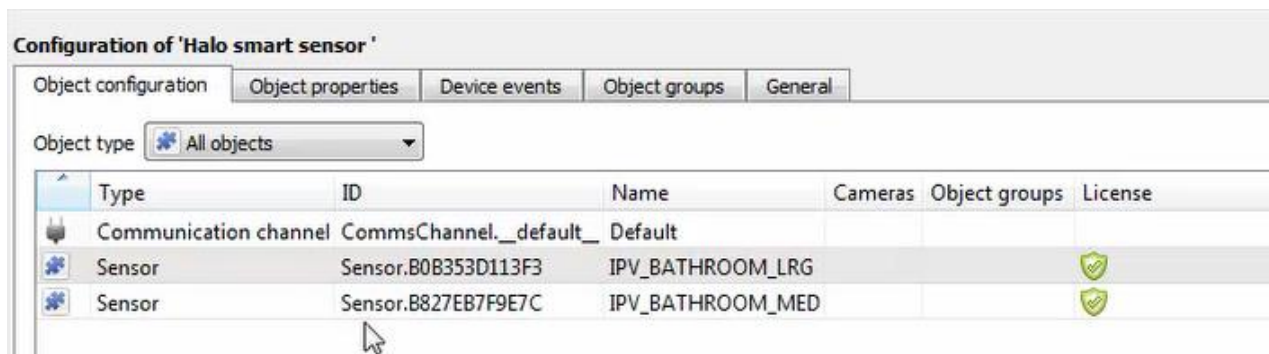 Configuration of 'Halo smart sensor '
Object configuration Object properties Device events Object groups General
Object type All objects
Type ID Name Cameras Object groups License
Communication channel CommsChannel.__default__ Default
Sensor Sensor.B0B353D113F3 IPV_BATHROOM_LRG
Sensor Sensor.B827EB7F9E7C IPV_BATHROOM_MED